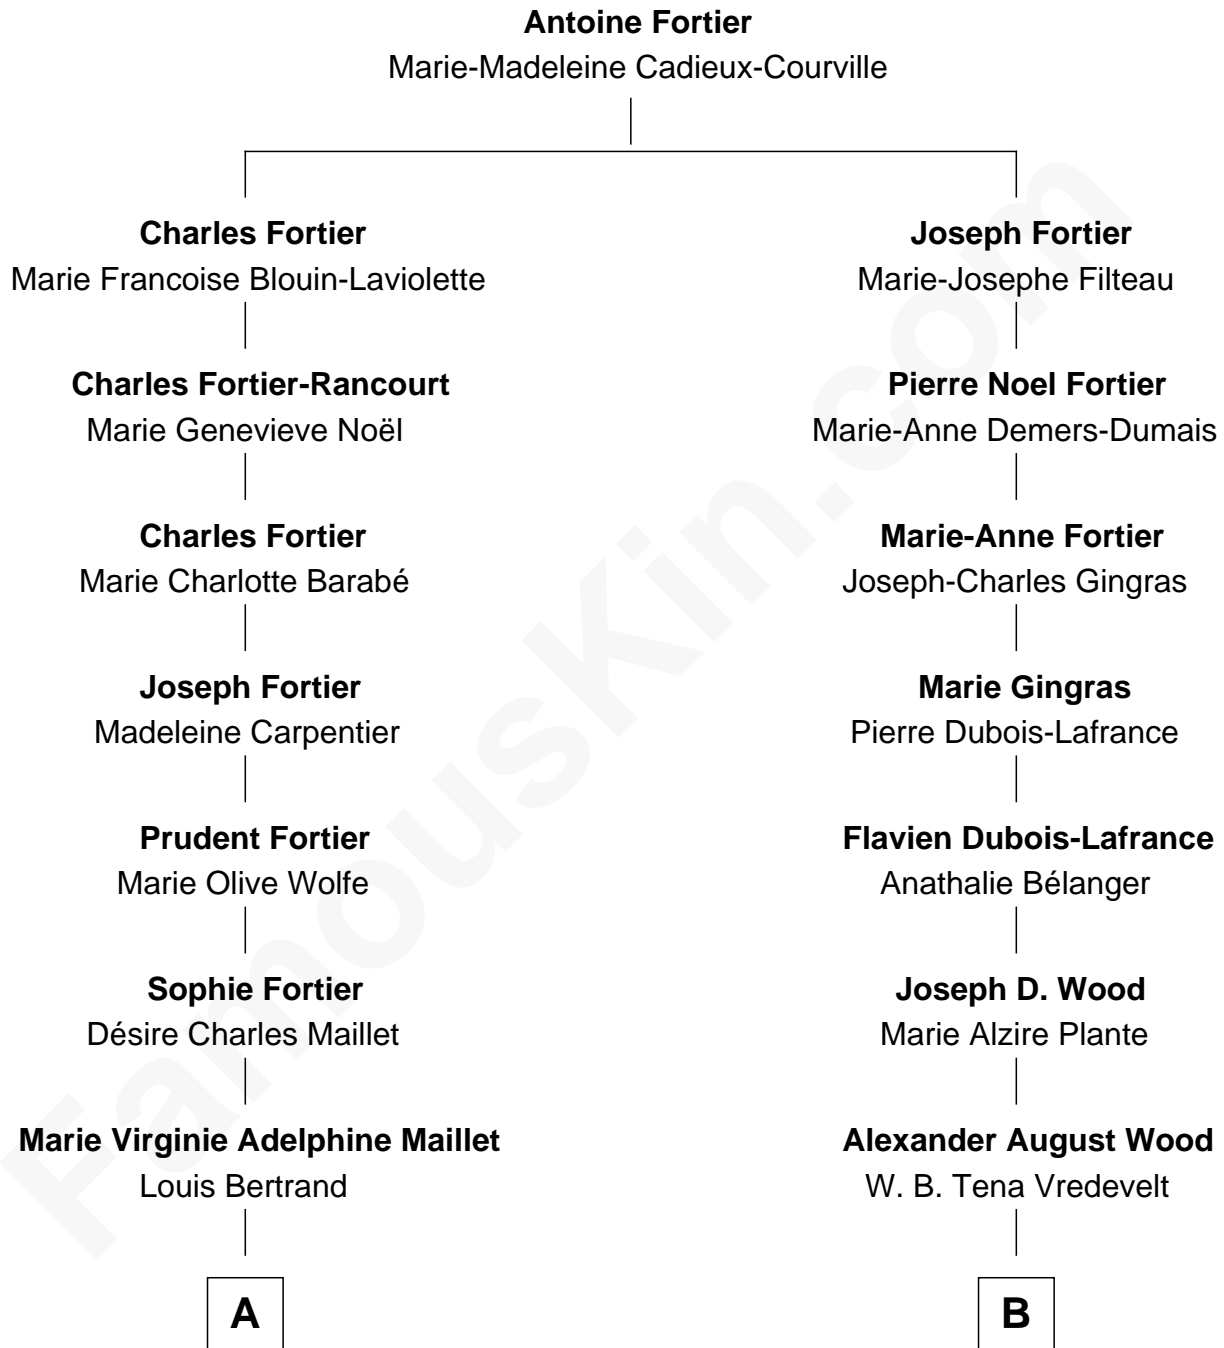 Antoine Fortier
Marie-Madeleine Cadieux-Courville
Charles Fortier
Marie Francoise Blouin-Laviolette
Charles Fortier-Rancourt
Marie Genevieve Noël
Charles Fortier
Marie Charlotte Barabé
Joseph Fortier
Madeleine Carpentier
Prudent Fortier
Marie Olive Wolfe
Sophie Fortier
Désire Charles Maillet
Marie Virginie Adelphine Maillet
Louis Bertrand
A
Joseph Fortier
Marie-Josephe Filteau
Pierre Noel Fortier
Marie-Anne Demers-Dumais
Marie-Anne Fortier
Joseph-Charles Gingras
Marie Gingras
Pierre Dubois-Lafrance
Flavien Dubois-Lafrance
Anathalie Bélanger
Joseph D. Wood
Marie Alzire Plante
Alexander August Wood
W. B. Tena Vredevelt
B
FamousKin.com